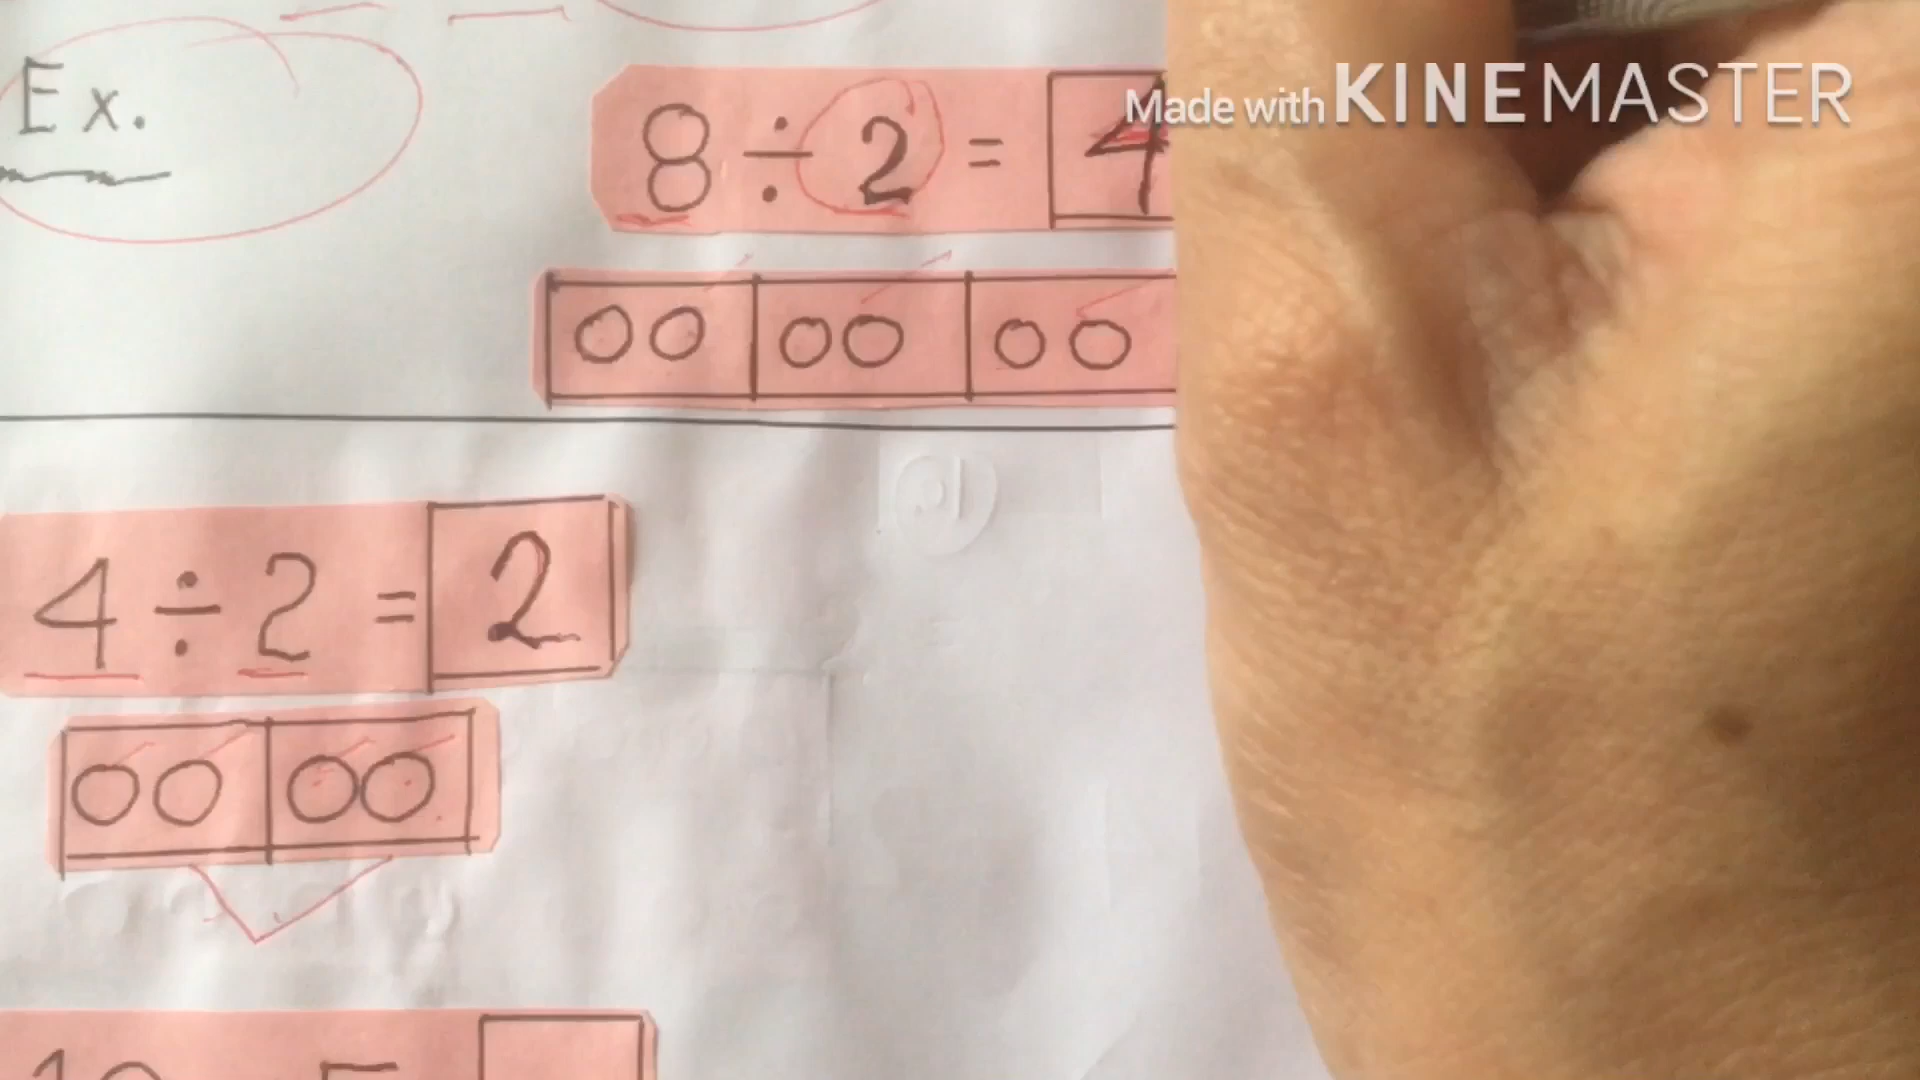 Made with KINEMASTER
Ex.
8 ÷ 2 = 4
4 ÷ 2 = 2